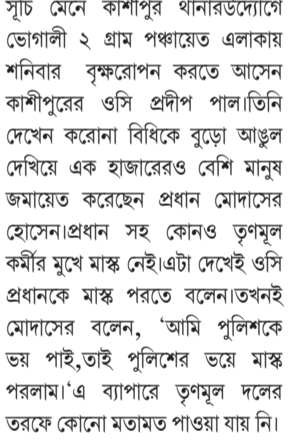 সূচি মেনে কাশীপুর থানারউদ্যোগে
ভোগালী ২ গ্রাম পঞ্চায়েত এলাকায়
শনিবার বৃক্ষরোপন করতে আসেন
কাশীপুরের ওসি প্রদীপ পাল।তিনি
দেখেন করোনা বিধিকে বুড়ো আঙুল
দেখিয়ে এক হাজারেরও বেশি মানুষ
জমায়েত করেছেন প্রধান মোদাসের
হোসেন।প্রধান সহ কোনও তৃণমূল
কর্মীর মুখে মাস্ক নেই।এটা দেখেই ওসি
প্রধানকে মাস্ক পরতে বলেন।তখনই
মোদাসের বলেন, ‘আমি পুলিশকে
ভয় পাই,তাই পুলিশের ভয়ে মাস্ক
পরলাম।‘এ ব্যাপারে তৃণমূল দলের
তরফে কোনো মতামত পাওয়া যায় নি।